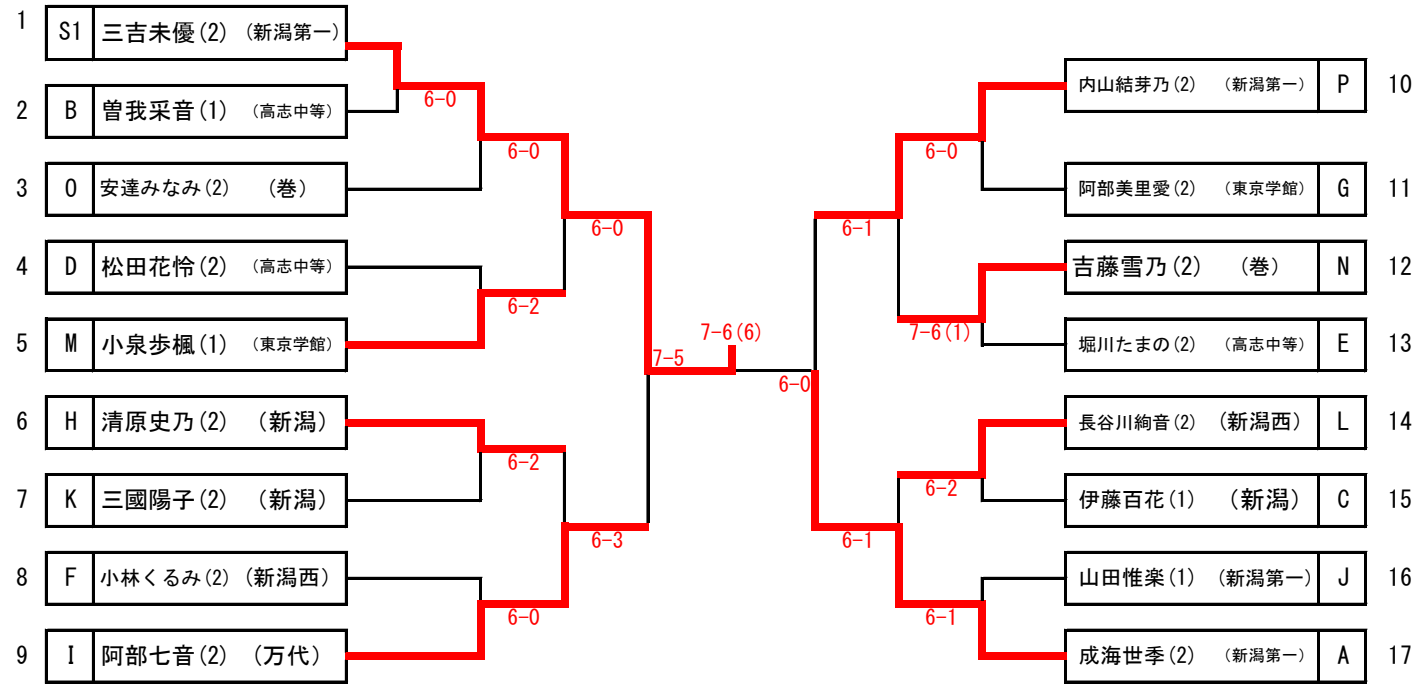 1 S1 三吉未優(2) (新潟第一)
2 B 曽我采音(1) (高志中等)
3 O 安達みなみ(2) (巻)
4 D 松田花怜(2) (高志中等)
5 M 小泉歩楓(1) (東京学館)
6 H 清原史乃(2) (新潟)
7 K 三國陽子(2) (新潟)
8 F 小林くるみ(2) (新潟西)
9 I 阿部七音(2) (万代)
6-0
6-0
6-0
6-2
7-5
6-2
6-3
6-0
7-6(6)
6-0
6-1
7-6(1)
6-0
6-2
6-1
6-1
内山結芽乃(2) (新潟第一) P 10
阿部美里愛(2) (東京学館) G 11
吉藤雪乃(2) (巻) N 12
堀川たまの(2) (高志中等) E 13
長谷川絢音(2) (新潟西) L 14
伊藤百花(1) (新潟) C 15
山田惟楽(1) (新潟第一) J 16
成海世季(2) (新潟第一) A 17